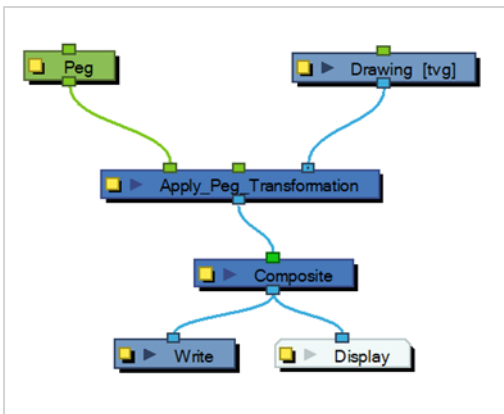 Peg
Drawing [tvg]
Apply_Peg_Transformation
Composite
Write
Display